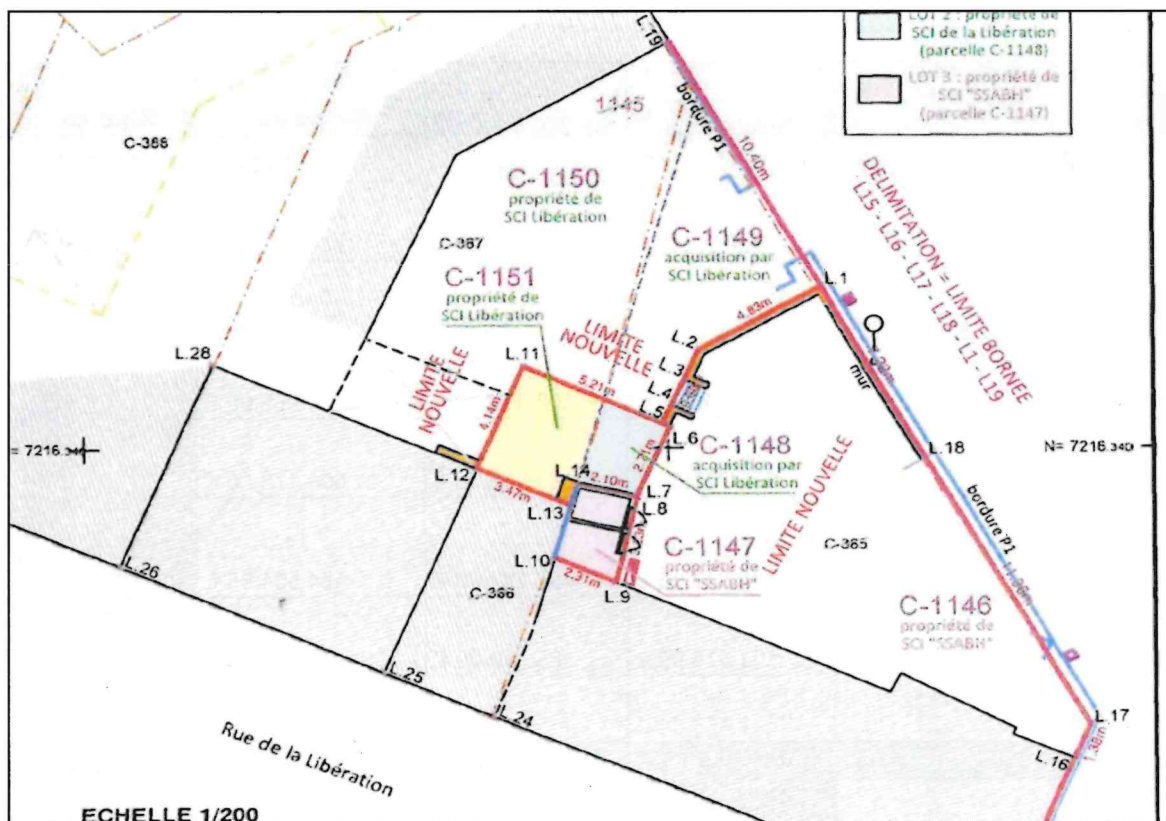 L.19
1145
bordure P1
10.40m
LOT 2 : propriété de
SCI de la Libération
(parcelle C-1148)
LOT 3 : propriété de
SCI "SSABH"
(parcelle C-1147)
C-388
C-1150
propriété de
SCI Libération
C-387
DELIMITATION = LIMITE BORNEE
L15 - L16 - L17 - L18 - L1 - L19
C-1149
acquisition par
SCI Libération
C-1151
propriété de
SCI Libération
L.1
4.83m
LIMITE
NOUVELLE
L.2
L.11
L.3
L.28
LIMITE
NOUVELLE
5.21m
L.4
mur
L.5
4.14m
L.6
= 7216.340
N= 7216.340
L.18
C-1148
acquisition par
SCI Libération
L.12
L.14
2.10m
L.7
3.47m
L.13
L.8
LIMITE NOUVELLE
bordure P1
C-1147
propriété de
SCI "SSABH"
C-365
L.10
2.31m
L.9
L.26
C-366
C-1146
propriété de
SCI "SSABH"
L.25
L.24
L.17
1.38m
L.16
Rue de la Libération
ECHELLE 1/200